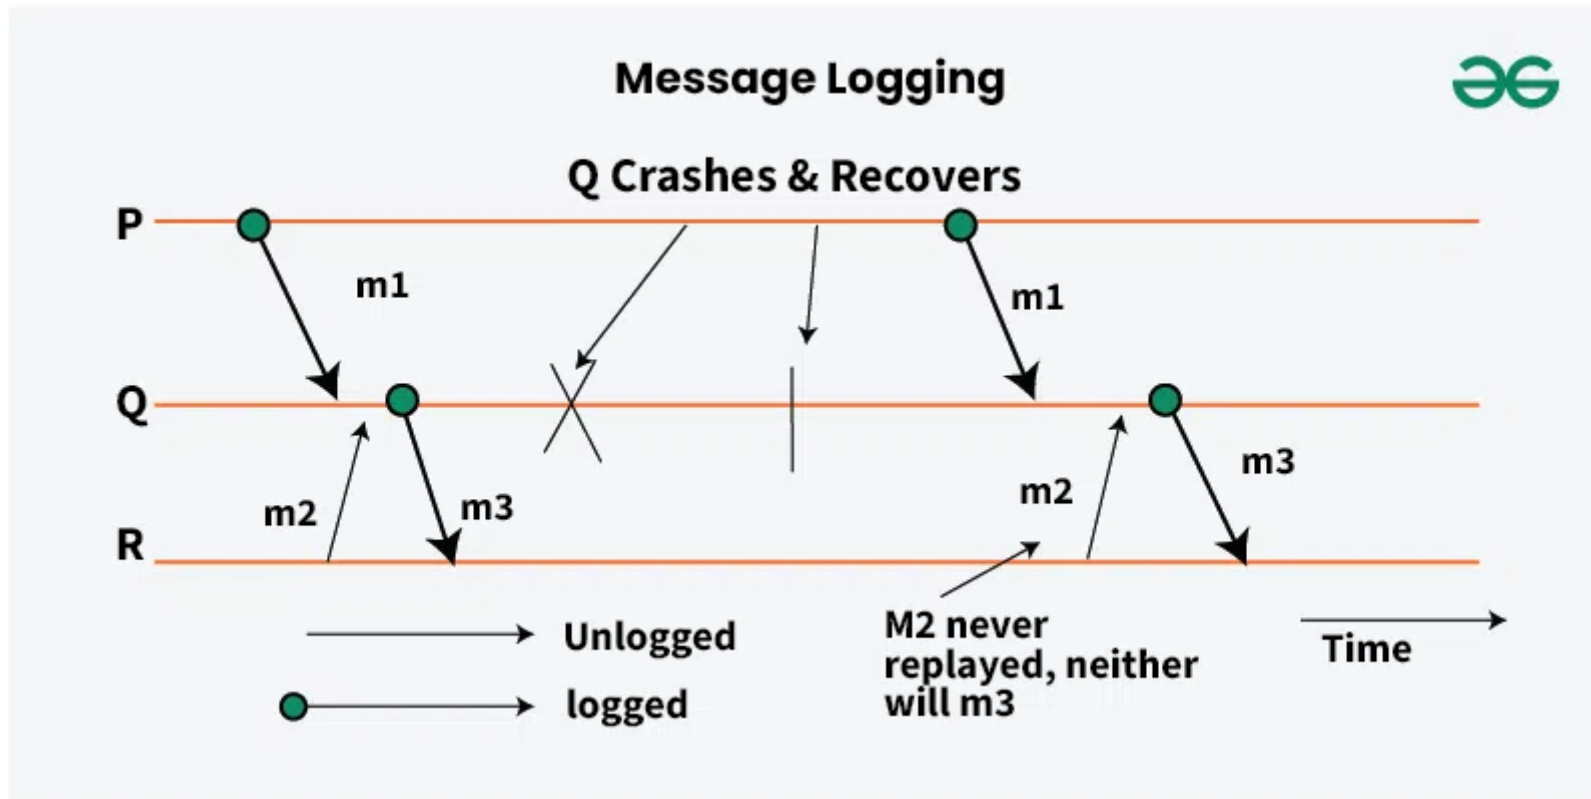 Message Logging
Q Crashes & Recovers
P
m1
m1
Q
m2
m3
m2
m3
R
Unlogged
logged
M2 never
replayed, neither
will m3
Time